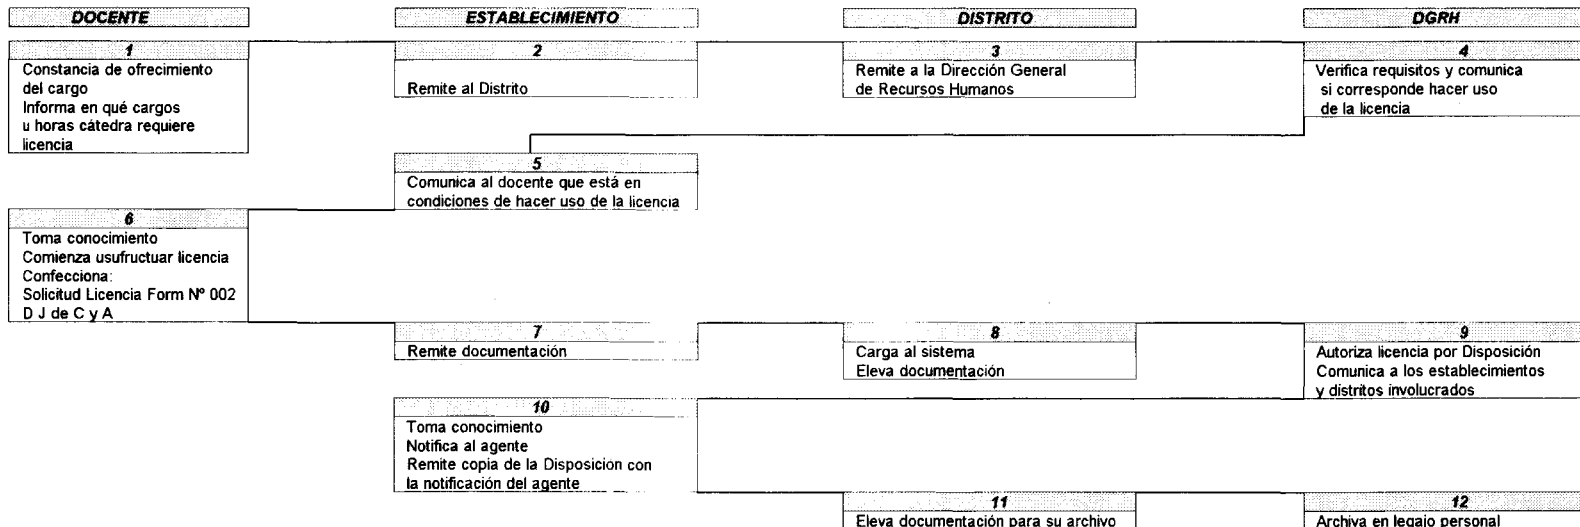 DOCENTE
ESTABLECIMIENTO
DISTRITO
DGRH
1
Constancia de ofrecimiento
del cargo
Informa en qué cargos
u horas cátedra requiere
licencia
2
Remite al Distrito
3
Remite a la Dirección General
de Recursos Humanos
4
Verifica requisitos y comunica
si corresponde hacer uso
de la licencia
5
Comunica al docente que está en
condiciones de hacer uso de la licencia
6
Toma conocimiento
Comienza usufructuar licencia
Confecciona:
Solicitud Licencia Form Nº 002
D J de C y A
7
Remite documentación
8
Carga al sistema
Eleva documentación
9
Autoriza licencia por Disposición
Comunica a los establecimientos
y distritos involucrados
10
Toma conocimiento
Notifica al agente
Remite copia de la Disposicion con
la notificación del agente
11
Eleva documentación para su archivo
12
Archiva en legajo personal